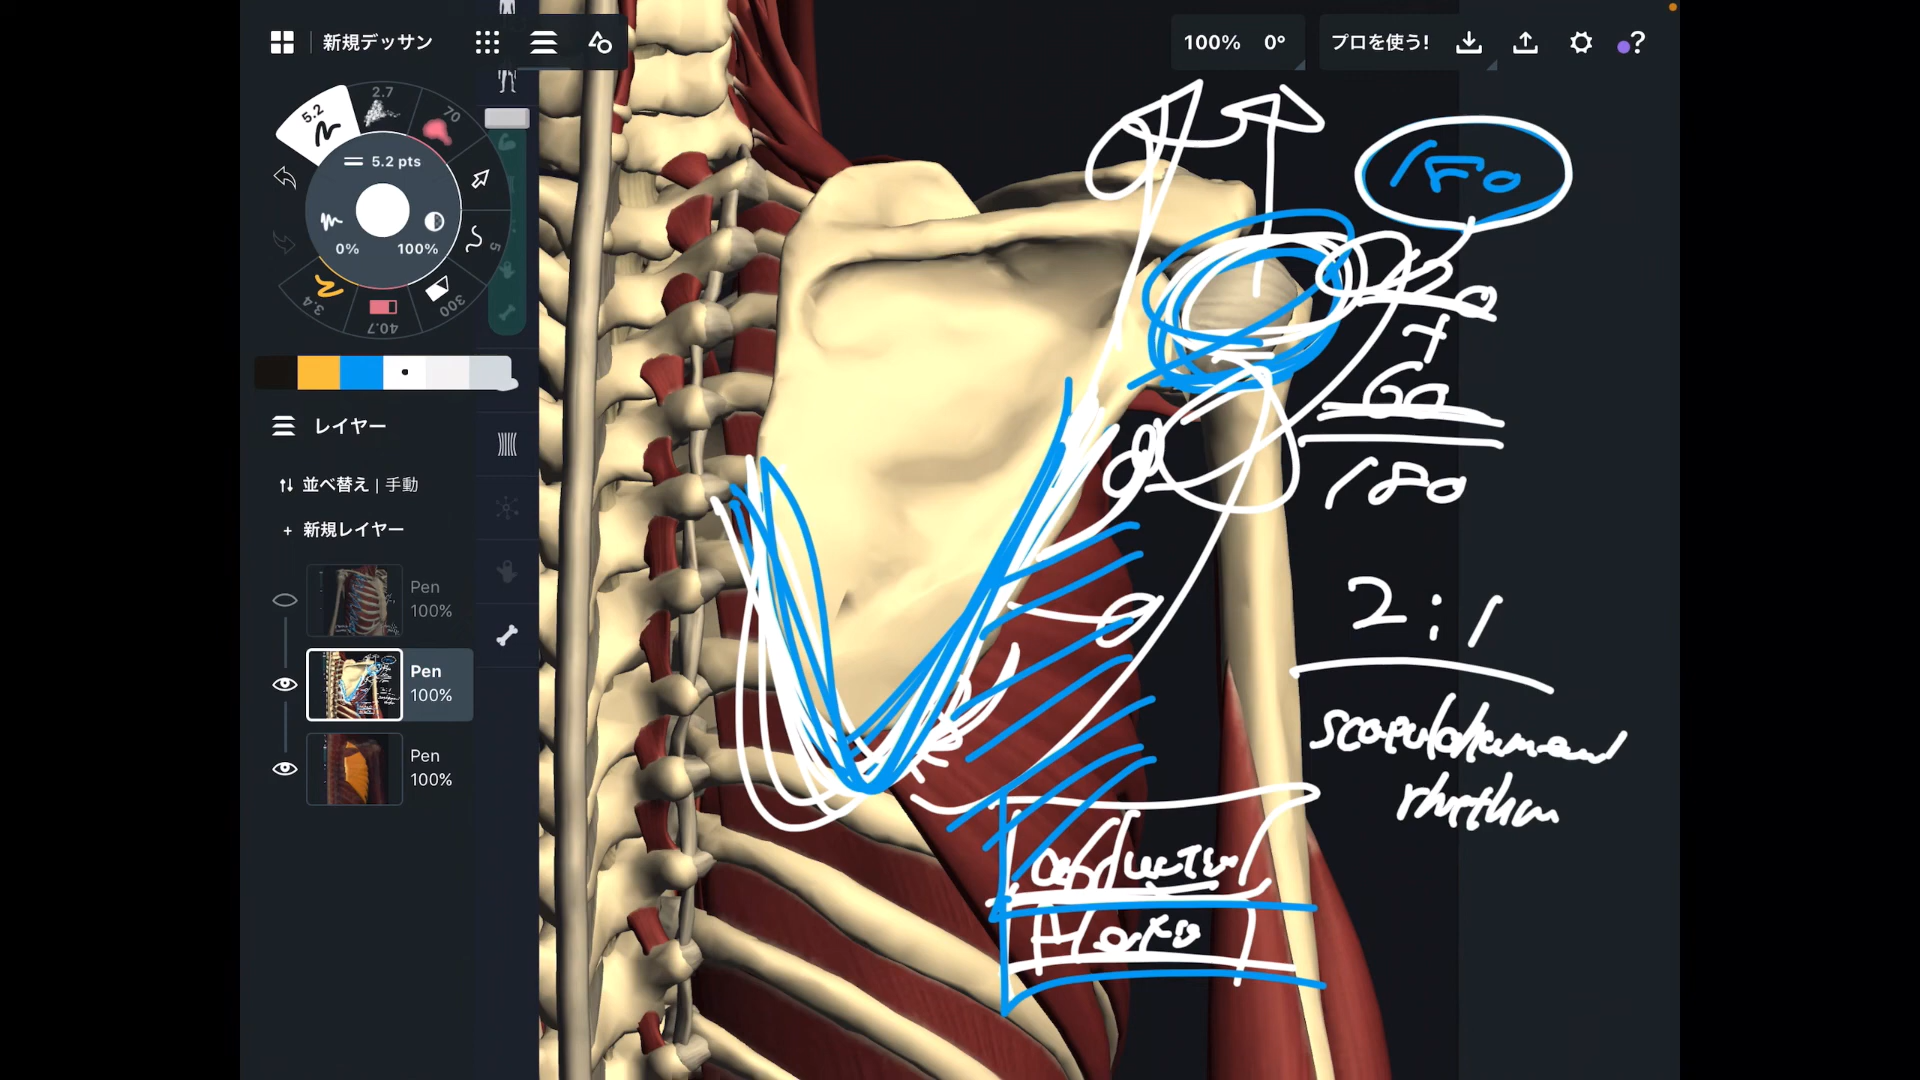 新規デッサン
100% 0°
プロを使う!
?
2.7
5.2
70
5.2 pts
0% 100%
5
300
40.7
3.4
レイヤー
並べ替え | 手動
+ 新規レイヤー
Pen
100%
Pen
100%
Pen
100%
180
120
+
60
180
2:1
scapulohumeral
rhythm
abduction